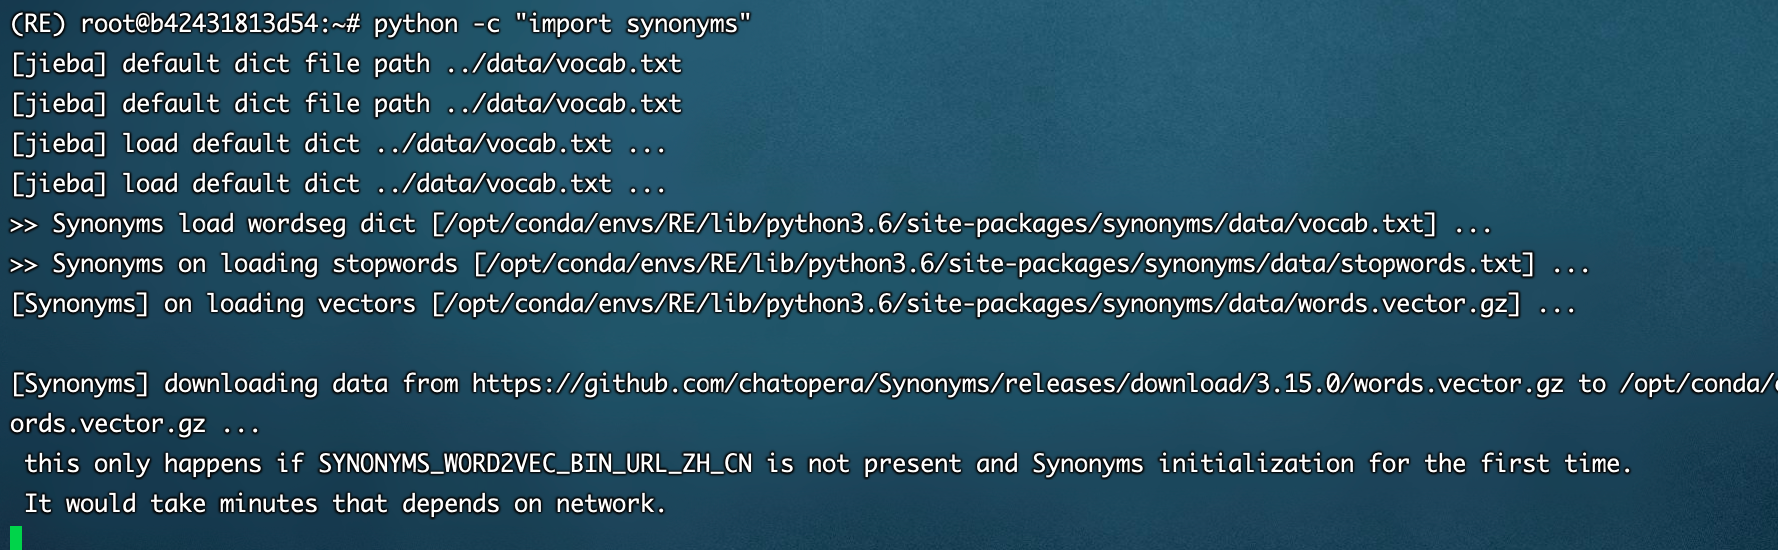 (RE) root@b42431813d54:~# python -c "import synonyms"
[jieba] default dict file path ../data/vocab.txt
[jieba] default dict file path ../data/vocab.txt
[jieba] load default dict ../data/vocab.txt ...
[jieba] load default dict ../data/vocab.txt ...
>> Synonyms load wordseg dict [/opt/conda/envs/RE/lib/python3.6/site-packages/synonyms/data/vocab.txt] ...
>> Synonyms on loading stopwords [/opt/conda/envs/RE/lib/python3.6/site-packages/synonyms/data/stopwords.txt] ...
[Synonyms] on loading vectors [/opt/conda/envs/RE/lib/python3.6/site-packages/synonyms/data/words.vector.gz] ...
[Synonyms] downloading data from https://github.com/chatopera/Synonyms/releases/download/3.15.0/words.vector.gz to /opt/conda/
ords.vector.gz ...
this only happens if SYNONYMS_WORD2VEC_BIN_URL_ZH_CN is not present and Synonyms initialization for the first time.
It would take minutes that depends on network.